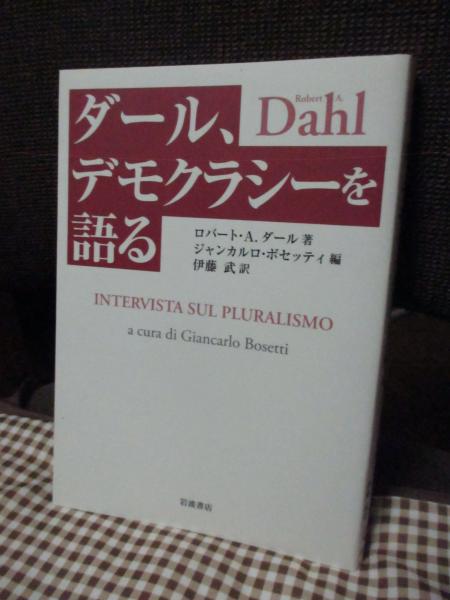 ダール、
Robert A.
Dahl
デモクラシーを
語る
ロバート・A.ダール 著
ジャンカルロ・ボセッティ 編
伊藤 武 訳
INTERVISTA SUL PLURALISMO
a cura di Giancarlo Bosetti
岩波書店